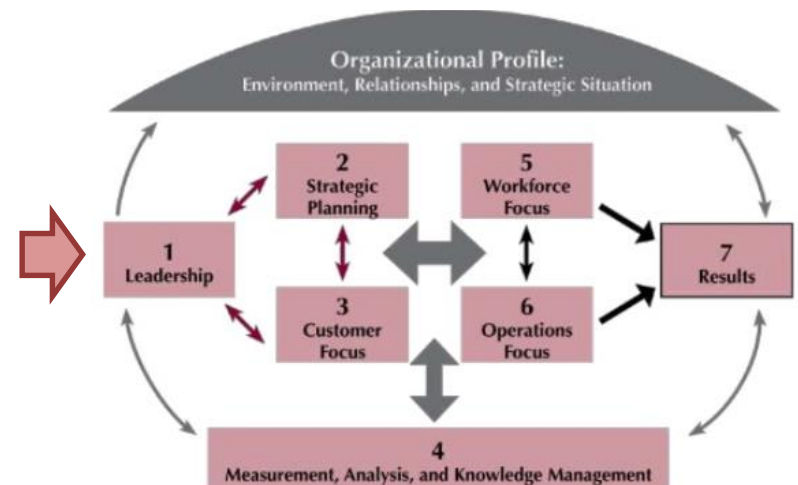 Organizational Profile:
Environment, Relationships, and Strategic Situation
2
Strategic
Planning
5
Workforce
Focus
1
Leadership
7
Results
3
Customer
Focus
6
Operations
Focus
4
Measurement, Analysis, and Knowledge Management